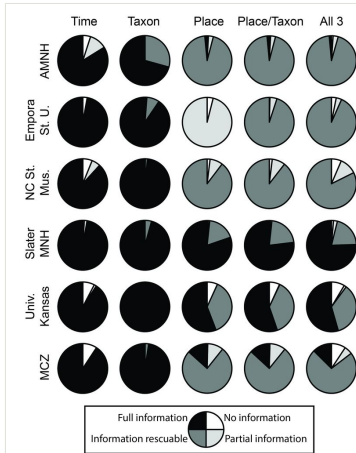 Time Taxon Place Place/Taxon All 3
AMNH
Empora
St. U.
NC St.
Mus.
Slater
MNH
Univ.
Kansas
MCZ
Full information No information
Information rescuable Partial information